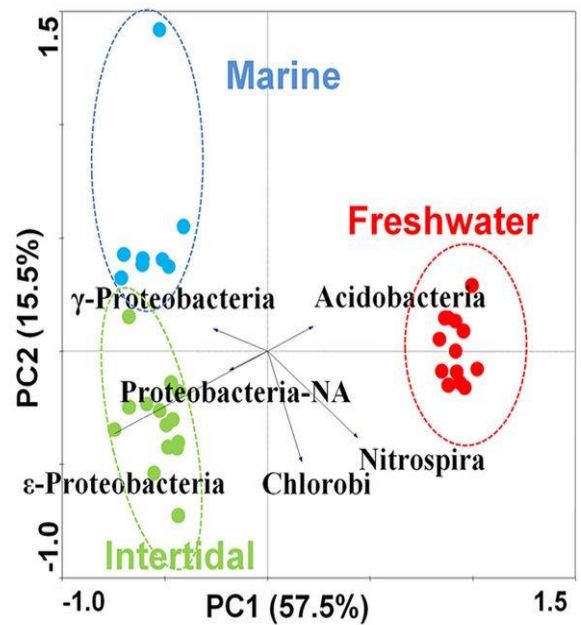 1.5
Marine
Freshwater
γ-Proteobacteria
Acidobacteria
PC2 (15.5%)
Proteobacteria-NA
Nitrospira
ε-Proteobacteria
Chlorobi
Intertidal
-1.0
-1.0
PC1 (57.5%)
1.5